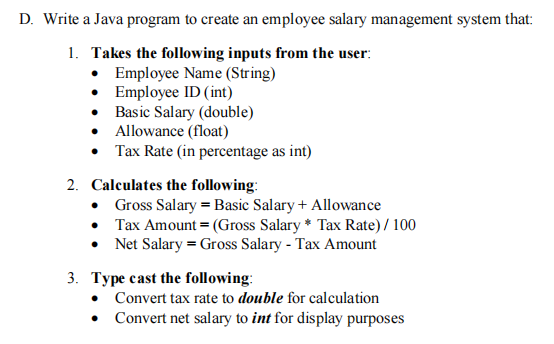 D. Write a Java program to create an employee salary management system that:
1. Takes the following inputs from the user:
• Employee Name (String)
• Employee ID (int)
• Basic Salary (double)
• Allowance (float)
• Tax Rate (in percentage as int)
2. Calculates the following:
• Gross Salary = Basic Salary + Allowance
• Tax Amount = (Gross Salary * Tax Rate) / 100
• Net Salary = Gross Salary - Tax Amount
3. Type cast the following:
• Convert tax rate to double for calculation
• Convert net salary to int for display purposes